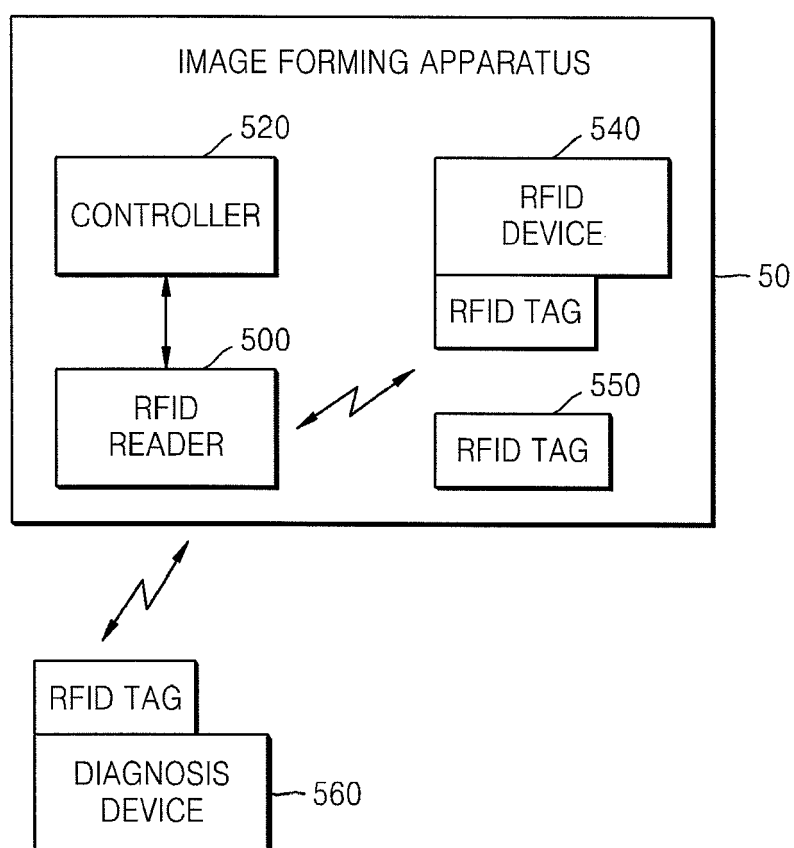 IMAGE FORMING APPARATUS
520
CONTROLLER
540
RFID
DEVICE
RFID TAG
50
500
RFID
READER
550
RFID TAG
RFID TAG
DIAGNOSIS
DEVICE
560